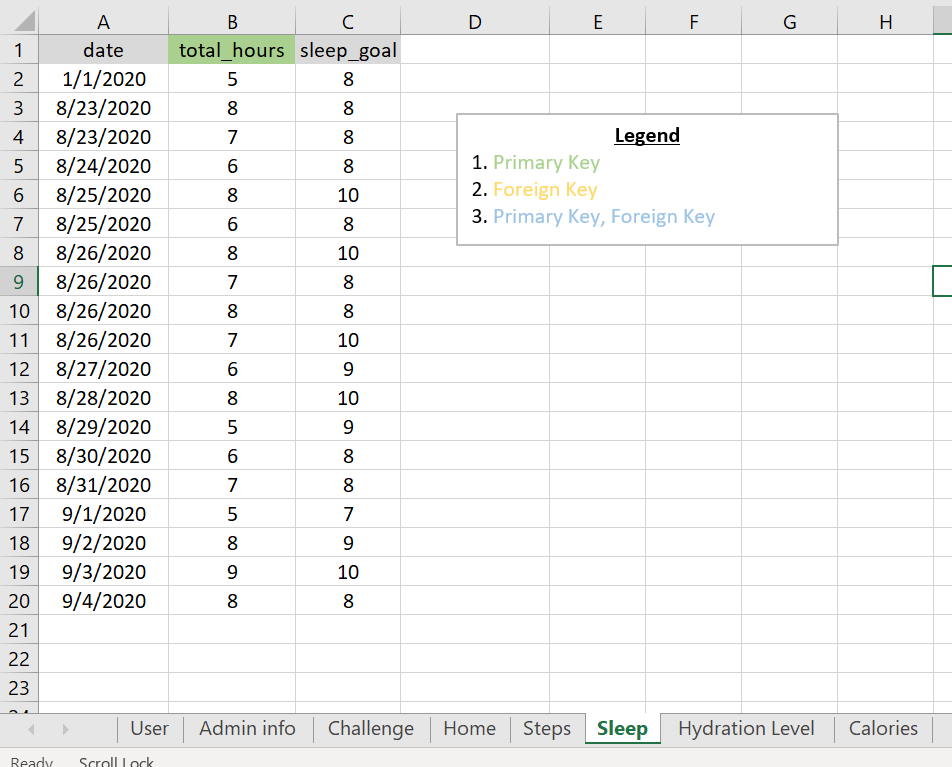 A B C D E F G H
1 date total_hours sleep_goal
2 1/1/2020 5 8
3 8/23/2020 8 8
4 8/23/2020 7 8
5 8/24/2020 6 8
6 8/25/2020 8 10
7 8/25/2020 6 8
8 8/26/2020 8 10
9 8/26/2020 7 8
10 8/26/2020 8 8
11 8/26/2020 7 10
12 8/27/2020 6 9
13 8/28/2020 8 10
14 8/29/2020 5 9
15 8/30/2020 6 8
16 8/31/2020 7 8
17 9/1/2020 5 7
18 9/2/2020 8 9
19 9/3/2020 9 10
20 9/4/2020 8 8
21
22
23
Legend
1. Primary Key
2. Foreign Key
3. Primary Key, Foreign Key
User Admin info Challenge Home Steps Sleep Hydration Level Calories
Ready Scroll Lock